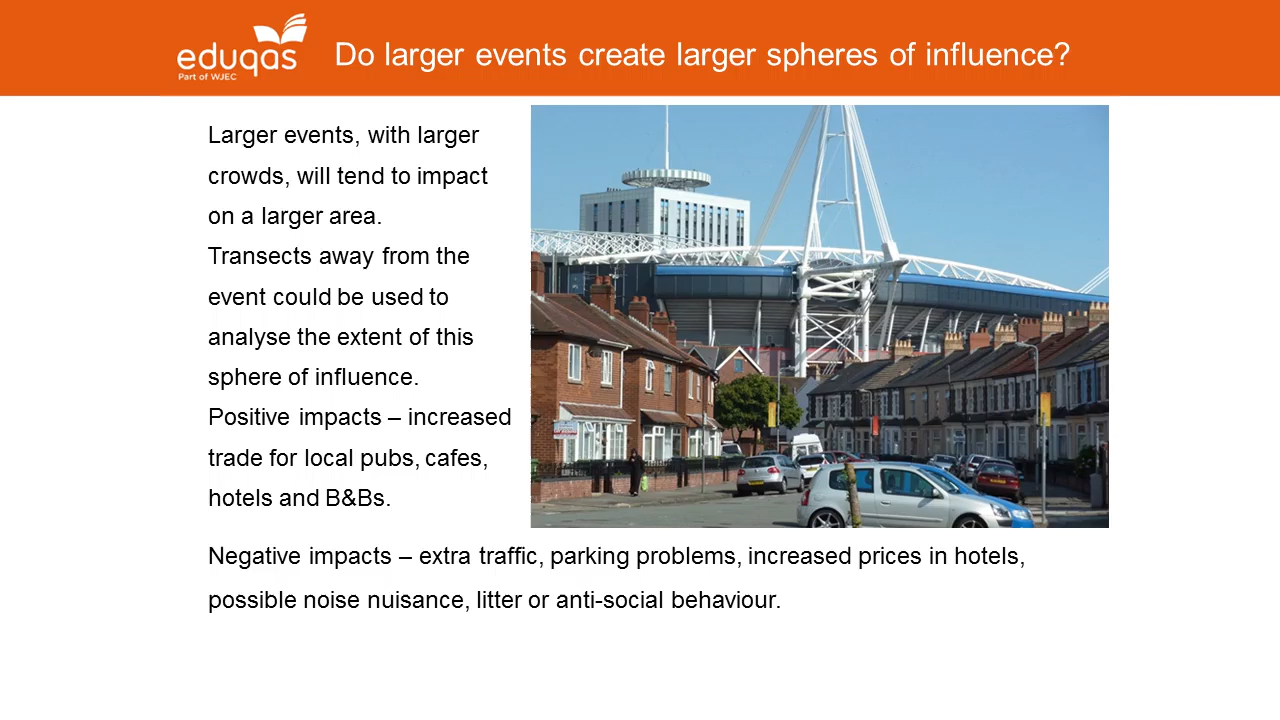 eduqas
Part of WJEC
Do larger events create larger spheres of influence?
Larger events, with larger
crowds, will tend to impact
on a larger area.
Transects away from the
event could be used to
analyse the extent of this
sphere of influence.
Positive impacts – increased
trade for local pubs, cafes,
hotels and B&Bs.
Negative impacts – extra traffic, parking problems, increased prices in hotels,
possible noise nuisance, litter or anti-social behaviour.